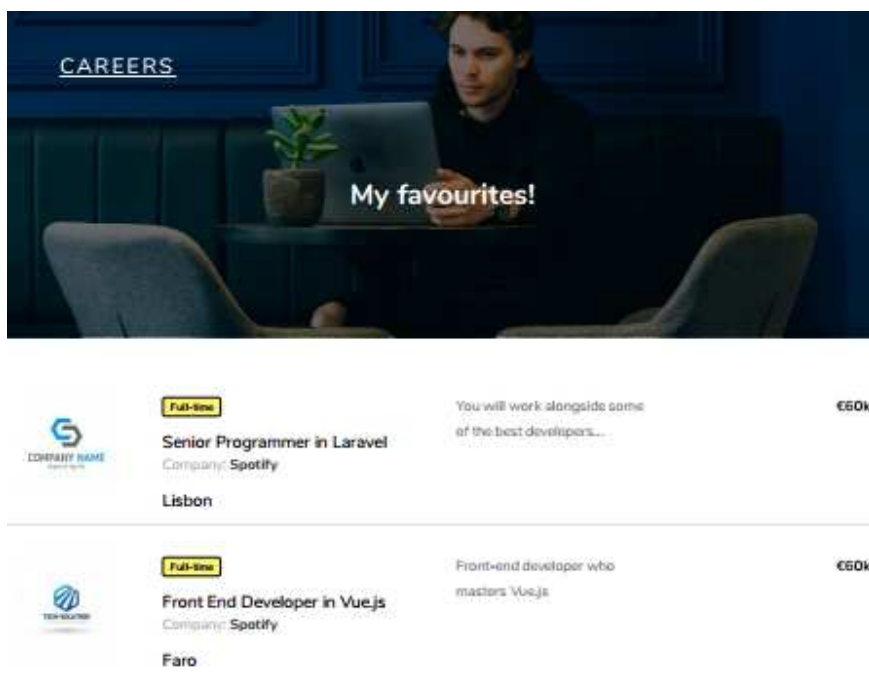 CAREERS
My favourites!
Full-time
Senior Programmer in Laravel
Company: Spotify
Lisbon
You will work alongside some
of the best developers...
€60k
COMPANY NAME
Full-time
Front End Developer in Vue.js
Company: Spotify
Faro
Front-end developer who
masters Vue.js
€60k